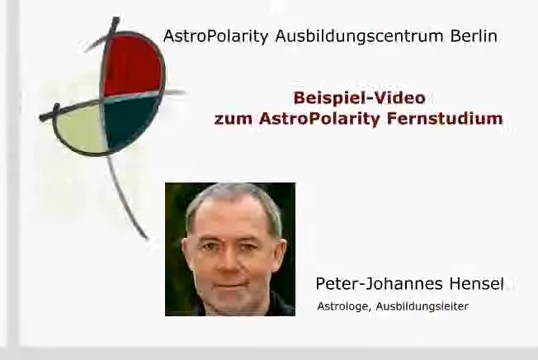 AstroPolarity Ausbildungscentrum Berlin
Beispiel-Video
zum AstroPolarity Fernstudium
Peter-Johannes Hensel
Astrologe, Ausbildungsleiter